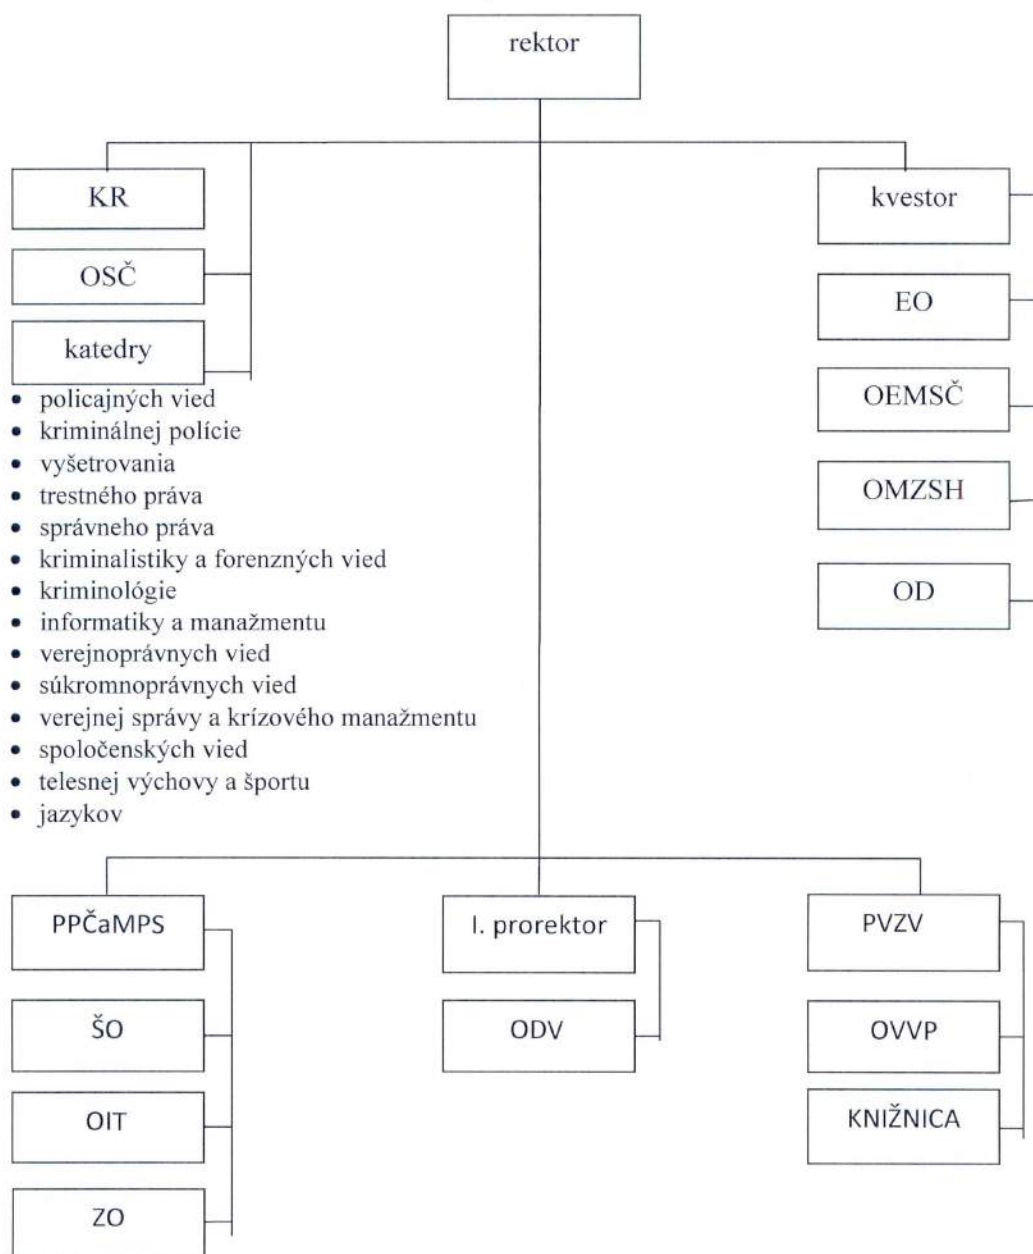 rektor
KR
OSČ
katedry
• policajných vied
• kriminálnej polície
• vyšetrovania
• trestného práva
• správneho práva
• kriminalistiky a forenzných vied
• kriminológie
• informatiky a manažmentu
• verejnoprávnych vied
• súkromnoprávnych vied
• verejnej správy a krízového manažmentu
• spoločenských vied
• telesnej výchovy a športu
• jazykov
kvestor
EO
OEMSČ
OMZSH
OD
PPČaMPS
ŠO
OIT
ZO
I. prorektor
ODV
PVZV
OVVP
KNIŽNICA